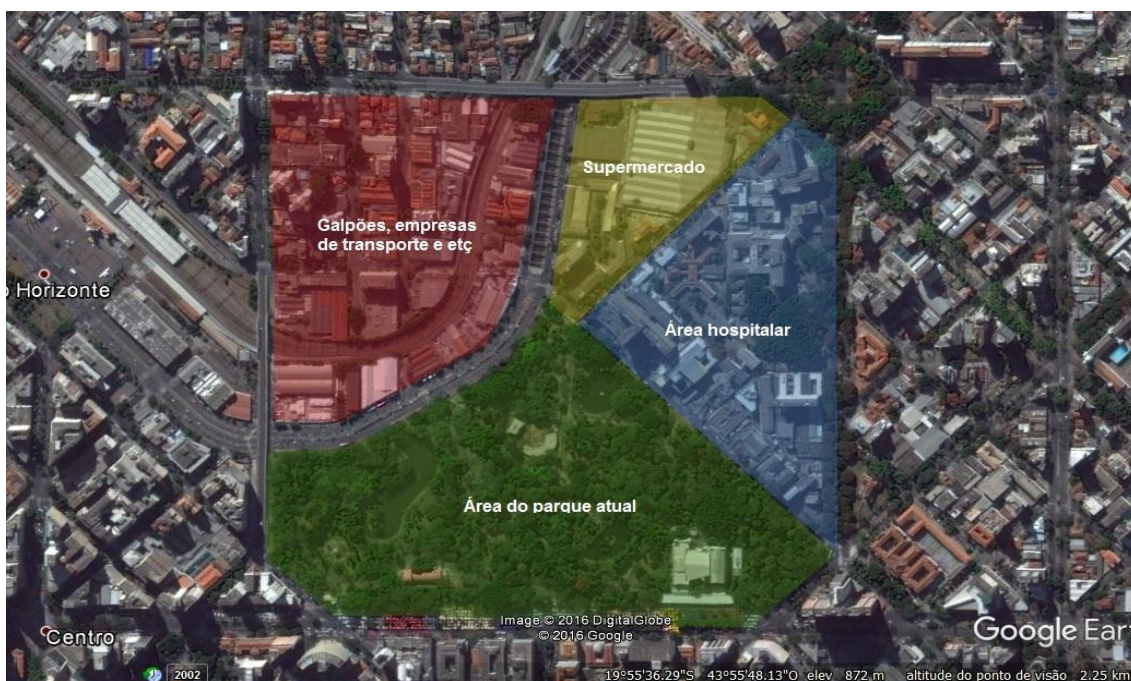 Supermercado
Galpões, empresas
de transporte e etç
o Horizonte
Área hospitalar
Área do parque atual
Image © 2016 DigitalGlobe
© 2016 Google
Centro
Google Eart
2002
19°55'36.29"S 43°55'48.13"O elev 872 m altitude do ponto de visão 2.25 km